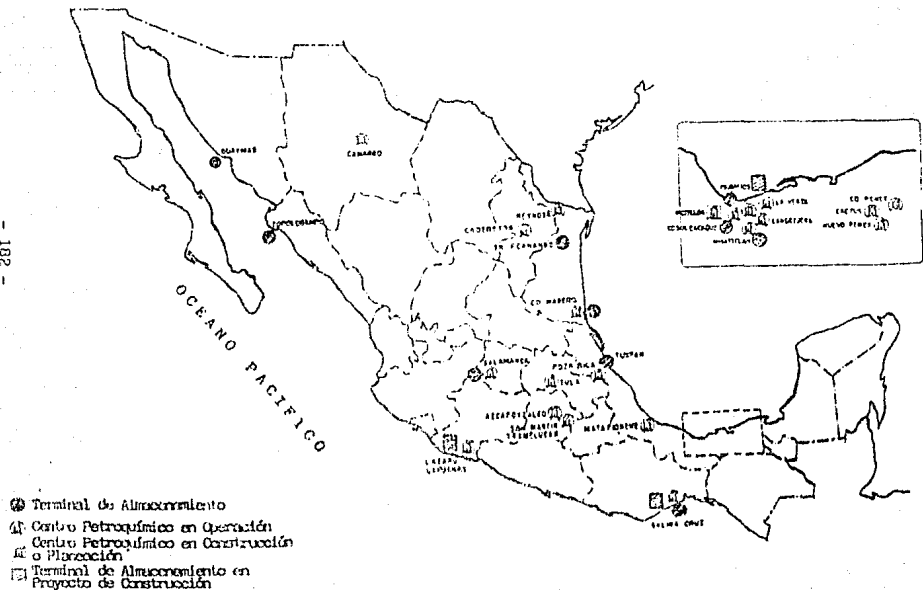 - 182 -
GUAYMAS
CAMARGO
TOPOLOBAMPO
REYNOSA
CADEREYTA
SN FERNANDO
CD MADERO
TUXPAN
POZA RICA
SALAMANCA
TULA
AZCAPOTZALCO
SAN MARTIN
TEXMELUCAN
MATAPIONCHE
LAZARO
CARDENAS
SALINA CRUZ
PAJARITOS
LA VENTA
CD PEMEX
CACTUS
CANGREJERA
NUEVO PEMEX
COSOLEACAQUE
MINATITLAN
OCEANO PACIFICO
Terminal de Almacenamiento
Centro Petroquímico en Operación
Centro Petroquímico en Construcción
o Planeación
Terminal de Almacenamiento en
Proyecto de Construcción